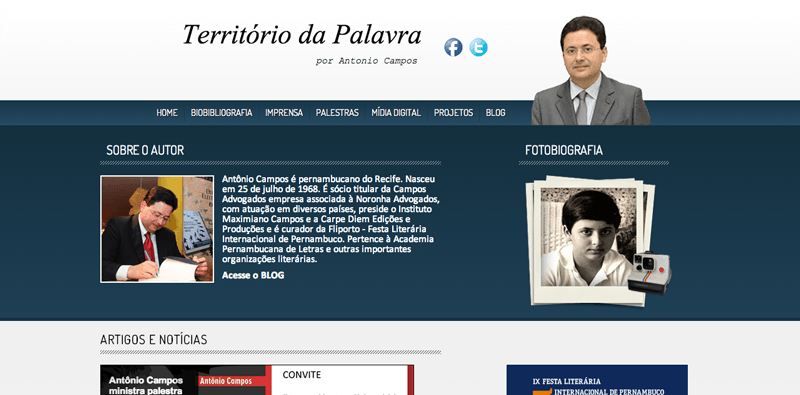 Território da Palavra
por Antonio Campos
HOME BIOBIBLIOGRAFIA IMPRENSA PALESTRAS MÍDIA DIGITAL PROJETOS BLOG
SOBRE O AUTOR
Antônio Campos é pernambucano do Recife. Nasceu
em 25 de julho de 1968. É sócio titular da Campos
Advogados empresa associada à Noronha Advogados,
com atuação em diversos países, preside o Instituto
Maximiano Campos e a Carpe Diem Edições e
Produções e é curador da Fliporto - Festa Literária
Internacional de Pernambuco. Pertence à Academia
Pernambucana de Letras e outras importantes
organizações literárias.
Acesse o BLOG
FOTOBIOGRAFIA
ARTIGOS E NOTÍCIAS
Antônio Campos
ministra palestra
Antônio Campos
CONVITE
IX FESTA LITERÁRIA
INTERNACIONAL DE PERNAMBUCO